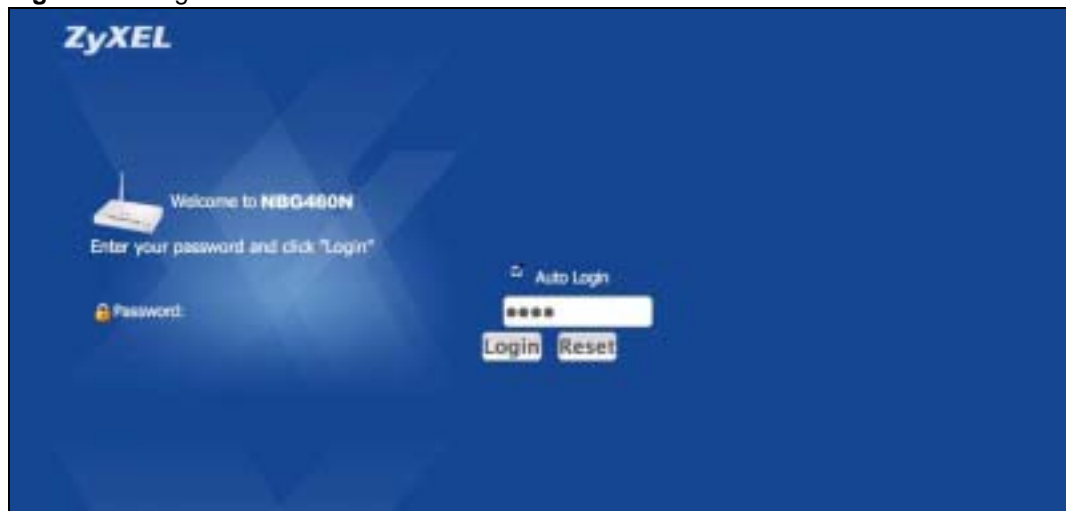 ZyXEL
Welcome to NBG460N
Enter your password and click "Login"
Auto Login
Password:
Login Reset